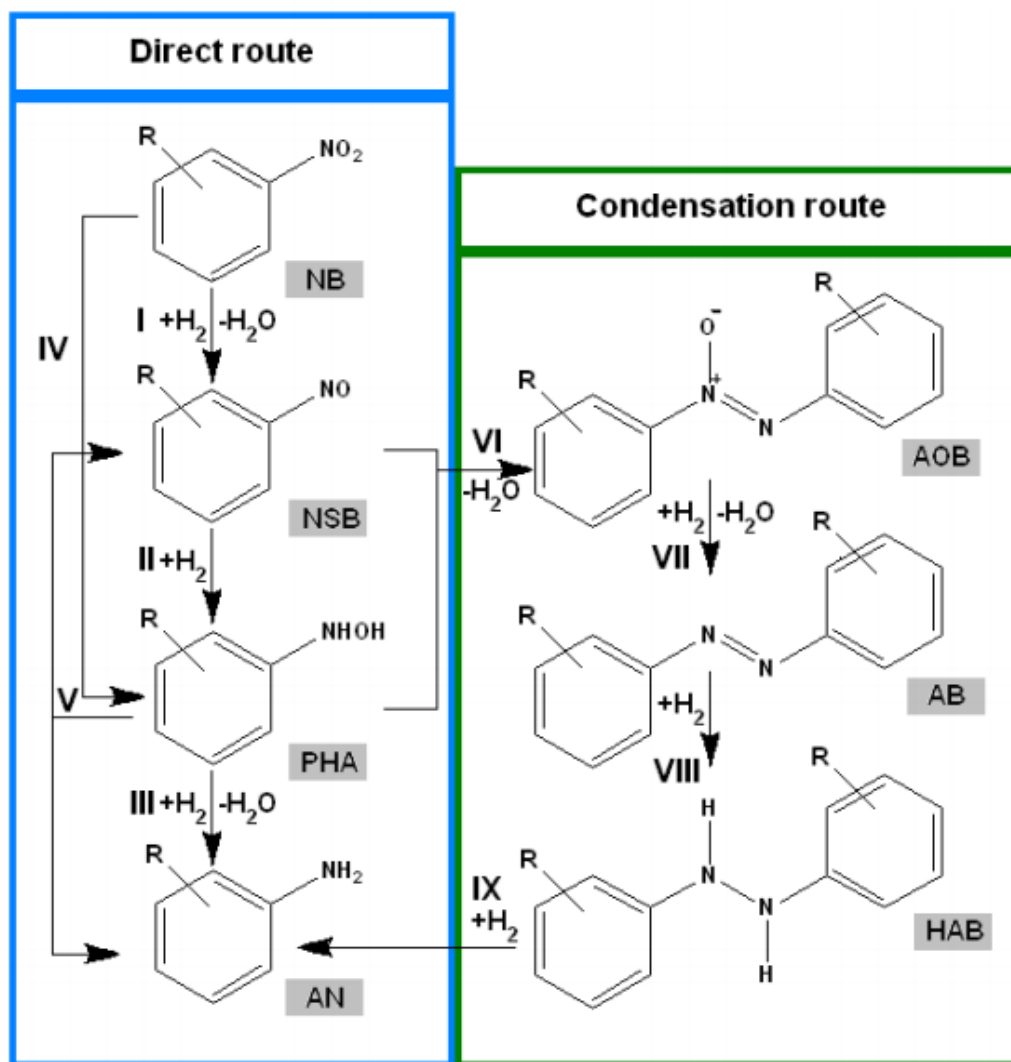 Direct route
R
NO₂
NB
I +H₂ -H₂O
IV
R
NO
NSB
II +H₂
R
NHOH
V
PHA
III +H₂ -H₂O
R
NH₂
AN
Condensation route
R
O⁻
R
N⁺
N
AOB
VI
-H₂O
+H₂ -H₂O
VII
R
R
N
N
AB
+H₂
VIII
R
H
R
N
N
H
HAB
IX
+H₂